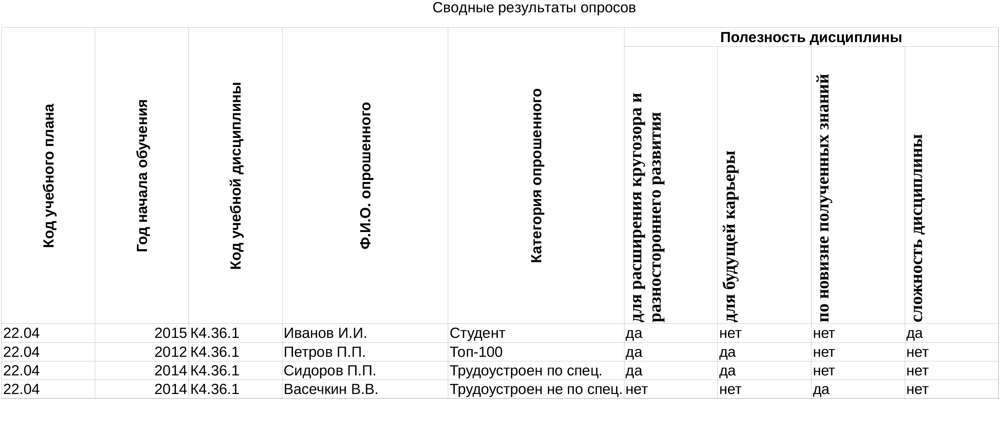 Сводные результаты опросов
Полезность дисциплины
Код учебного плана
Год начала обучения
Код учебной дисциплины
Ф.И.О. опрошенного
Категория опрошенного
для расширения кругозора и
разностороннего развития
для будущей карьеры
по новизне полученных знаний
сложность дисциплины
22.04 2015 К4.36.1 Иванов И.И. Студент да нет нет да
22.04 2012 К4.36.1 Петров П.П. Топ-100 да да нет нет
22.04 2014 К4.36.1 Сидоров П.П. Трудоустроен по спец. да да нет нет
22.04 2014 К4.36.1 Васечкин В.В. Трудоустроен не по спец. нет нет да нет